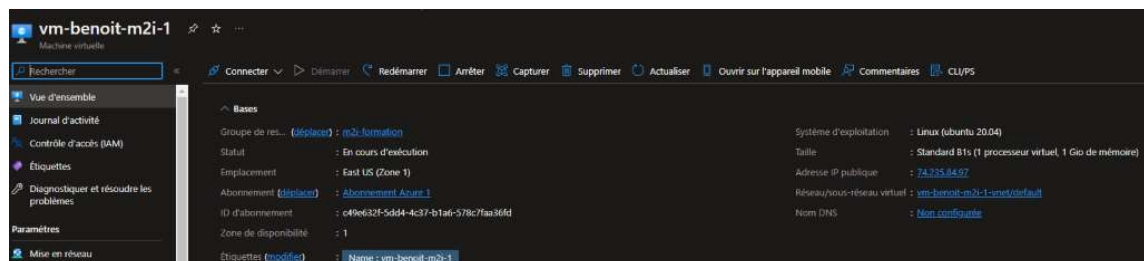 vm-benoit-m2i-1
Machine virtuelle
Rechercher
Connecter Démarrer Redémarrer Arrêter Capturer Supprimer Actualiser Ouvrir sur l'appareil mobile Commentaires CLI/PS
Vue d'ensemble
Journal d'activité
Contrôle d'accès (IAM)
Étiquettes
Diagnostiquer et résoudre les
problèmes
Paramètres
Mise en réseau
Bases
Groupe de res... (déplacer) : m2i-formation
Statut : En cours d'exécution
Emplacement : East US (Zone 1)
Abonnement (déplacer) : Abonnement Azure 1
ID d'abonnement : c49e632f-5dd4-4c37-b1a6-578c7faa36fd
Zone de disponibilité : 1
Étiquettes (modifier) : Name : vm-benoit-m2i-1
Système d'exploitation : Linux (ubuntu 20.04)
Taille : Standard B1s (1 processeur virtuel, 1 Gio de mémoire)
Adresse IP publique : 74.235.84.97
Réseau/sous-réseau virtuel : vm-benoit-m2i-1-vnet/default
Nom DNS : Non configurée